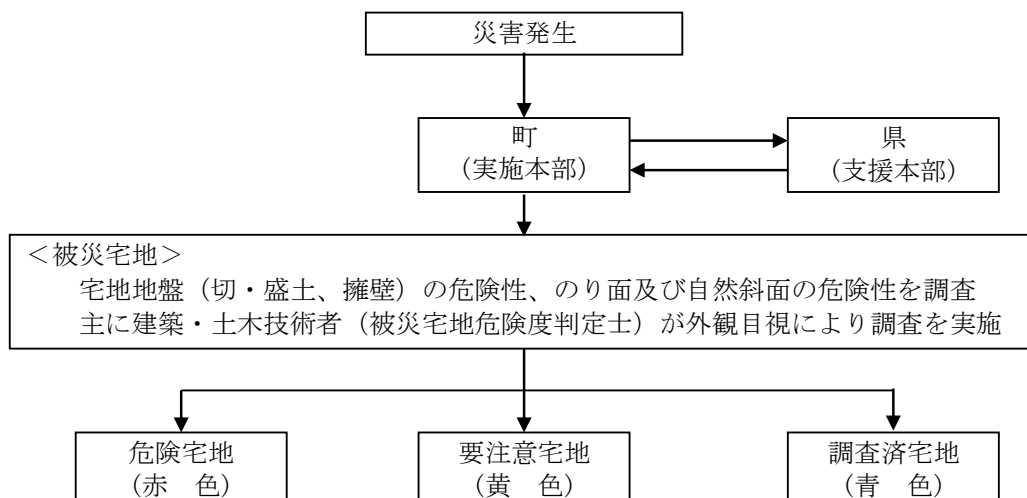 災害発生
町
(実施本部)
県
(支援本部)
＜被災宅地＞
宅地地盤（切・盛土、擁壁）の危険性、のり面及び自然斜面の危険性を調査
主に建築・土木技術者（被災宅地危険度判定士）が外観目視により調査を実施
危険宅地
(赤　色)
要注意宅地
(黄　色)
調査済宅地
(青　色)